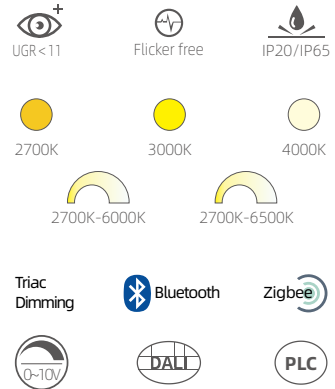 UGR<11
Flicker free
IP20/IP65
2700K
3000K
4000K
2700K-6000K
2700K-6500K
Triac
Dimming
Bluetooth
Zigbee
0~10V
DALI
PLC